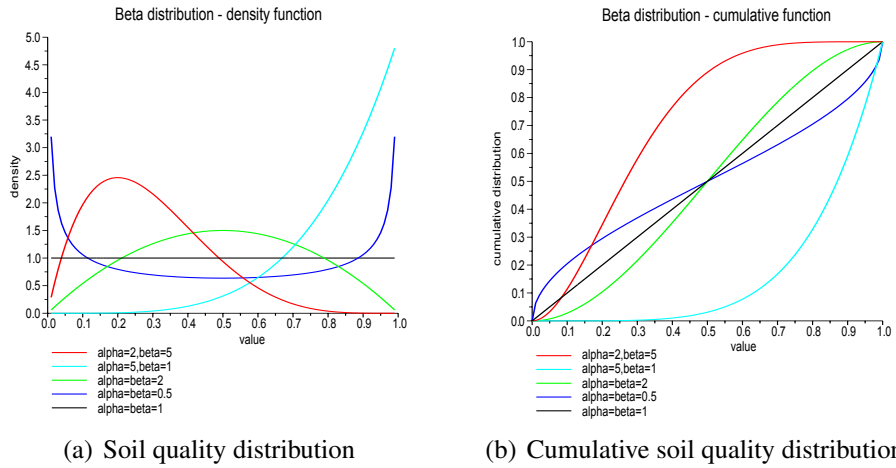 Beta distribution - density function
5.0
4.5
4.0
3.5
3.0
2.5
2.0
1.5
1.0
0.5
0.0
density
0.0 0.1 0.2 0.3 0.4 0.5 0.6 0.7 0.8 0.9 1.0
value
alpha=2,beta=5
alpha=5,beta=1
alpha=beta=2
alpha=beta=0.5
alpha=beta=1
(a) Soil quality distribution
Beta distribution - cumulative function
1.0
0.9
0.8
0.7
0.6
0.5
0.4
0.3
0.2
0.1
0.0
cumulative distribution
0.0 0.1 0.2 0.3 0.4 0.5 0.6 0.7 0.8 0.9 1.0
value
alpha=2,beta=5
alpha=5,beta=1
alpha=beta=2
alpha=beta=0.5
alpha=beta=1
(b) Cumulative soil quality distribution